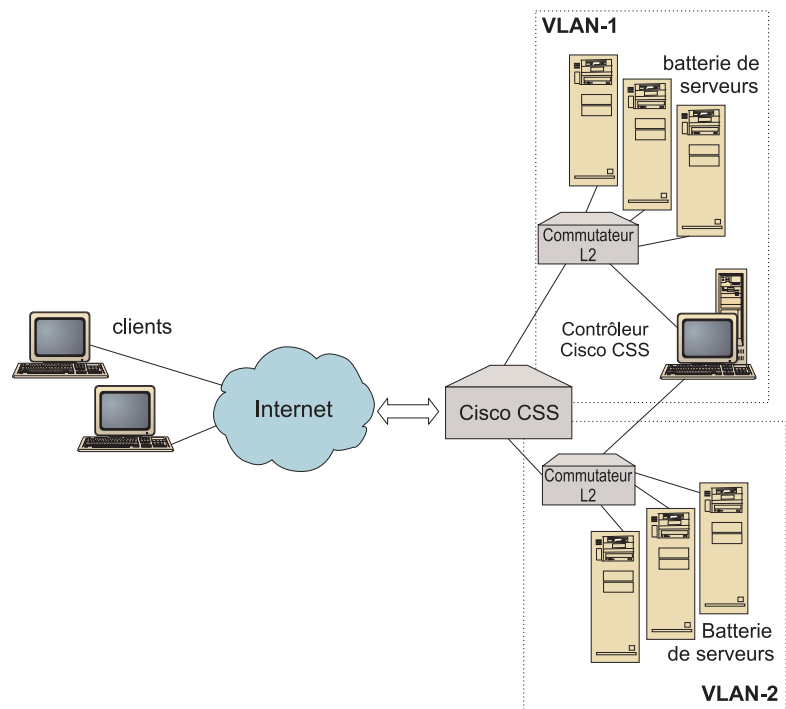 VLAN-1
batterie de
serveurs
Commutateur
L2
clients
Contrôleur
Cisco CSS
Internet
Cisco CSS
Commutateur
L2
Batterie
de serveurs
VLAN-2